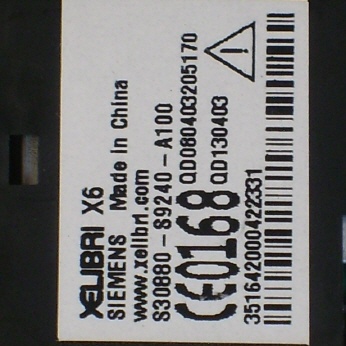 XELIBRI X6
SIEMENS Made in China
www.xelibri.com
S30880-S9240-A100
CE0168 QD080403205170
QD130403
351642000422331